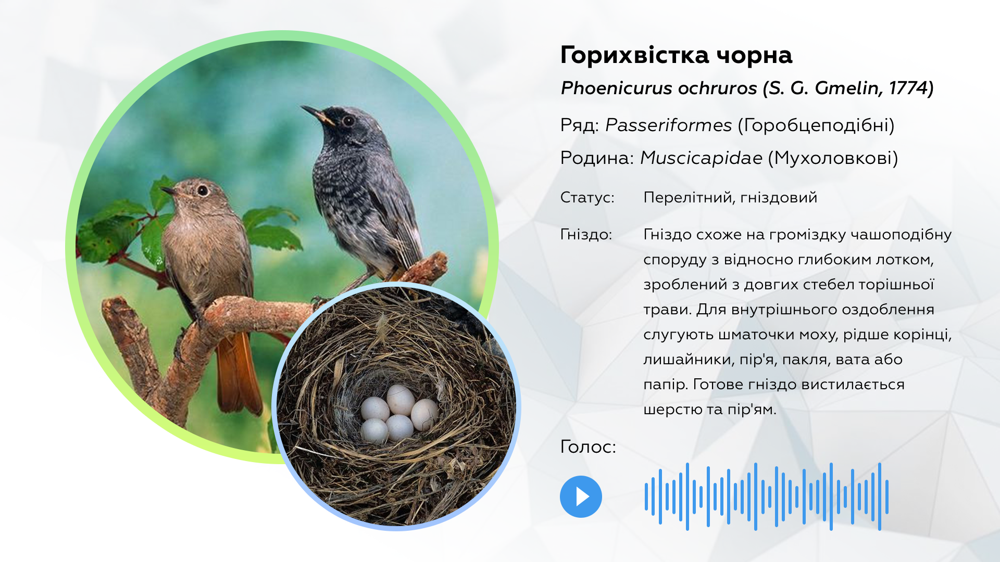 Горихвістка чорна
Phoenicurus ochruros (S. G. Gmelin, 1774)
Ряд: Passeriformes (Горобцеподібні)
Родина: Muscicapidae (Мухоловкові)
Статус: Перелітний, гніздовий
Гніздо: Гніздо схоже на громіздку чашоподібну
споруду з відносно глибоким лотком,
зроблений з довгих стебел торішньої
трави. Для внутрішнього оздоблення
слугують шматочки моху, рідше корінці,
лишайники, пір'я, пакля, вата або
папір. Готове гніздо вистилається
шерстю та пір'ям.
Голос: